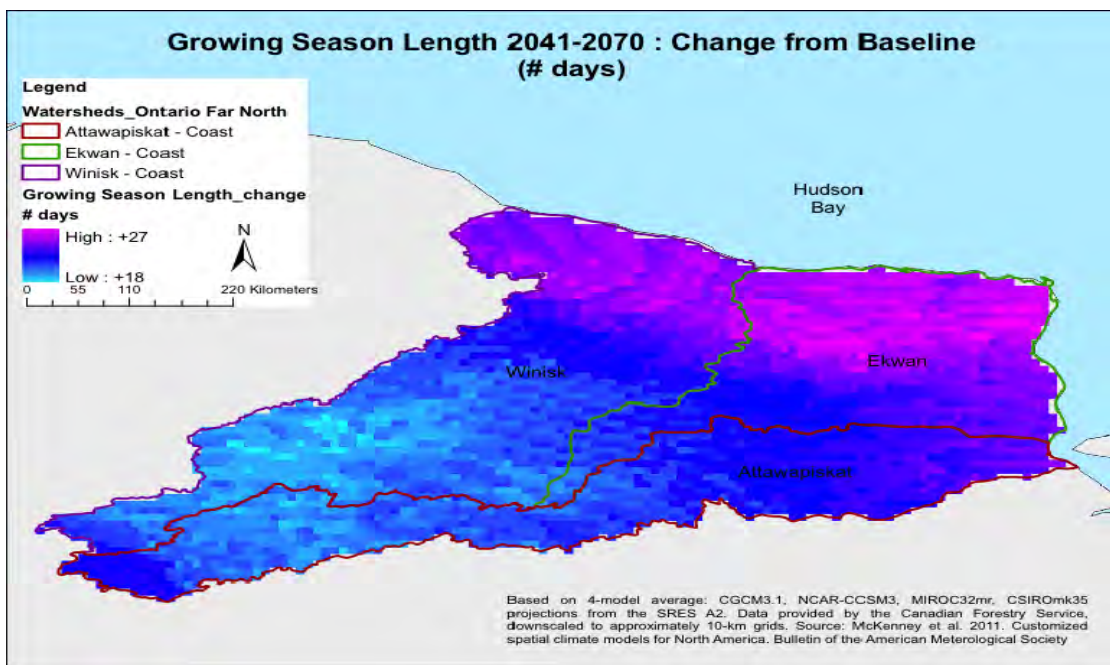 Growing Season Length 2041-2070 : Change from Baseline
(# days)
Legend
Watersheds_Ontario Far North
Attawapiskat - Coast
Ekwan - Coast
Winisk - Coast
Growing Season Length_change
# days
High : +27
Low : +18
N
0 55 110 220 Kilometers
Hudson
Bay
Winisk
Ekwan
Attawapiskat
Based on 4-model average: CGCM3.1, NCAR-CCSM3, MIROC32mr, CSIROmk35
projections from the SRES A2. Data provided by the Canadian Forestry Service,
downscaled to approximately 10-km grids. Source: McKenney et al. 2011. Customized
spatial climate models for North America. Bulletin of the American Meterological Society